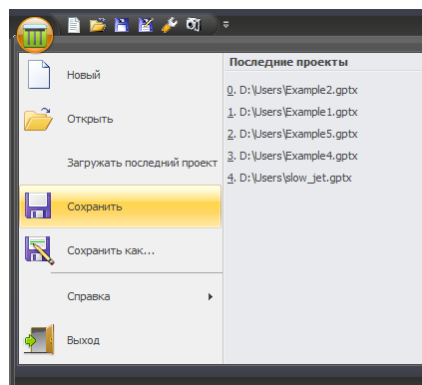 Новый
Открыть
Загружать последний проект
Сохранить
Сохранить как...
Справка
Выход
Последние проекты
0. D:\Users\Example2.gptx
1. D:\Users\Example1.gptx
2. D:\Users\Example5.gptx
3. D:\Users\Example4.gptx
4. D:\Users\slow_jet.gptx